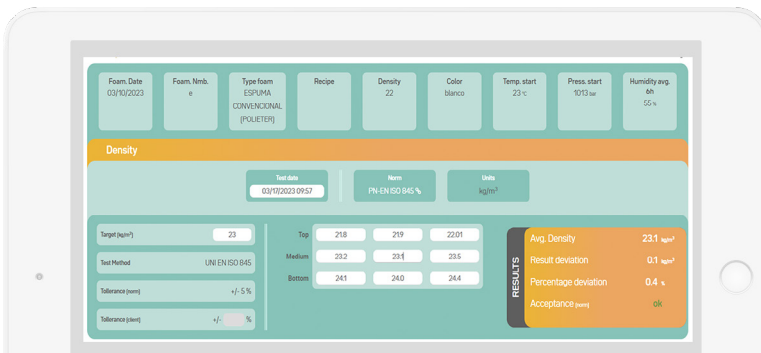 Foam. Date
03/10/2023
Foam. Nmb.
e
Type foam
ESPUMA
CONVENCIONAL
(POLIETER)
Recipe
Density
22
Color
blanco
Temp. start
23 °C
Press. start
1013 bar
Humidity avg.
6h
55 %
Density
Test date
03/17/2023 09:57
Norm
PN-EN ISO 845 %
Units
kg/m³
Target (kg/m³) 23
Test Method UNI EN ISO 845
Tollerance (norm) +/- 5 %
Tollerance (client) +/- %
Top 21.8 21.9 22.01
Medium 23.2 23.1 23.5
Bottom 24.1 24.0 24.4
RESULTS
Avg. Density 23.1 kg/m³
Result deviation 0.1 kg/m³
Percentage deviation 0.4 %
Acceptance (norm) ok